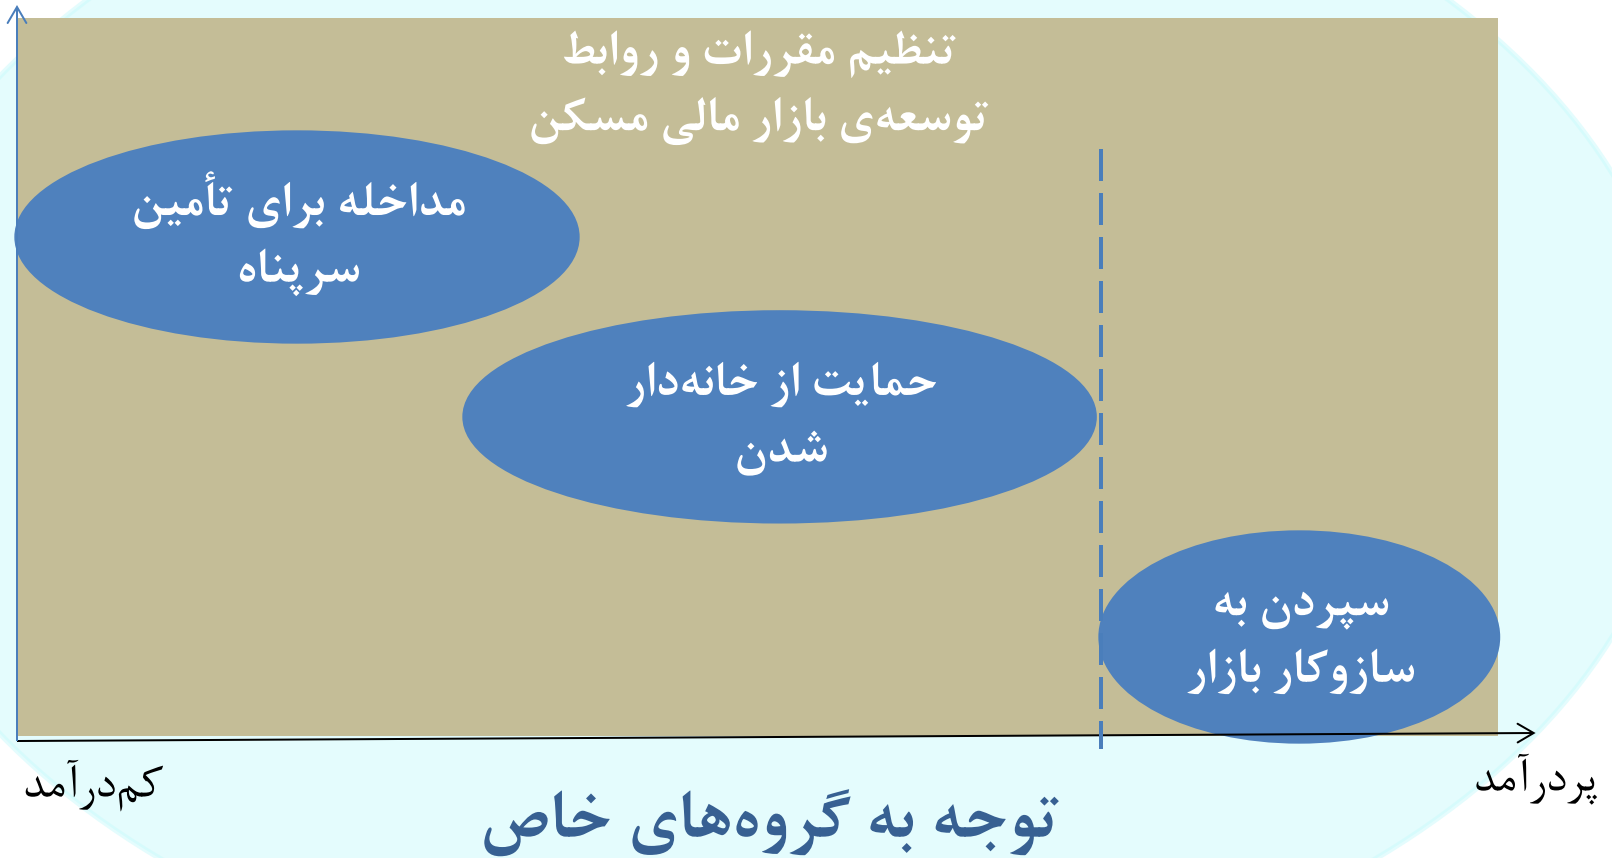 تنظیم مقررات و روابط
توسعه‌ی بازار مالی مسکن
مداخله برای تأمین
سرپناه
حمایت از خانه‌دار
شدن
سپردن به
سازوکار بازار
پردرآمد
کم‌درآمد
توجه به گروه‌های خاص